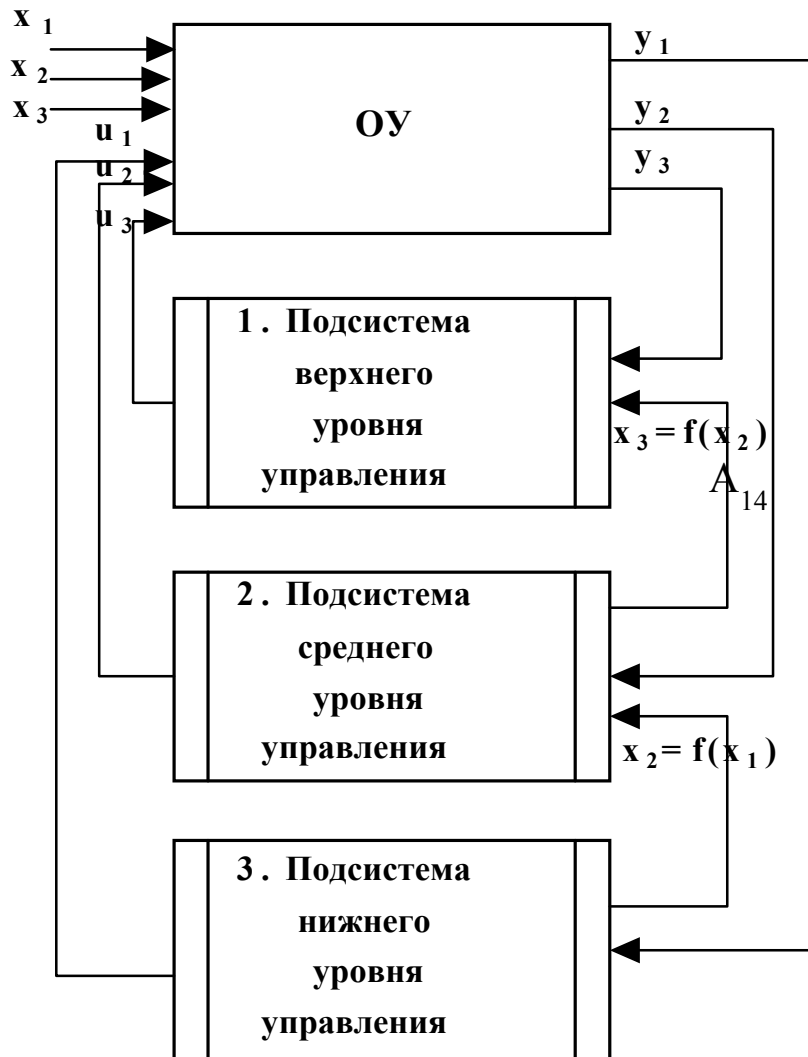 x 1
x 2
x 3
u 1
u 2
u 3
ОУ
y 1
y 2
y 3
1 . Подсистема
верхнего
уровня
управления
x 3 = f( x 2 )
A 14
2 . Подсистема
среднего
уровня
управления
x 2 = f( x 1 )
3 . Подсистема
нижнего
уровня
управления